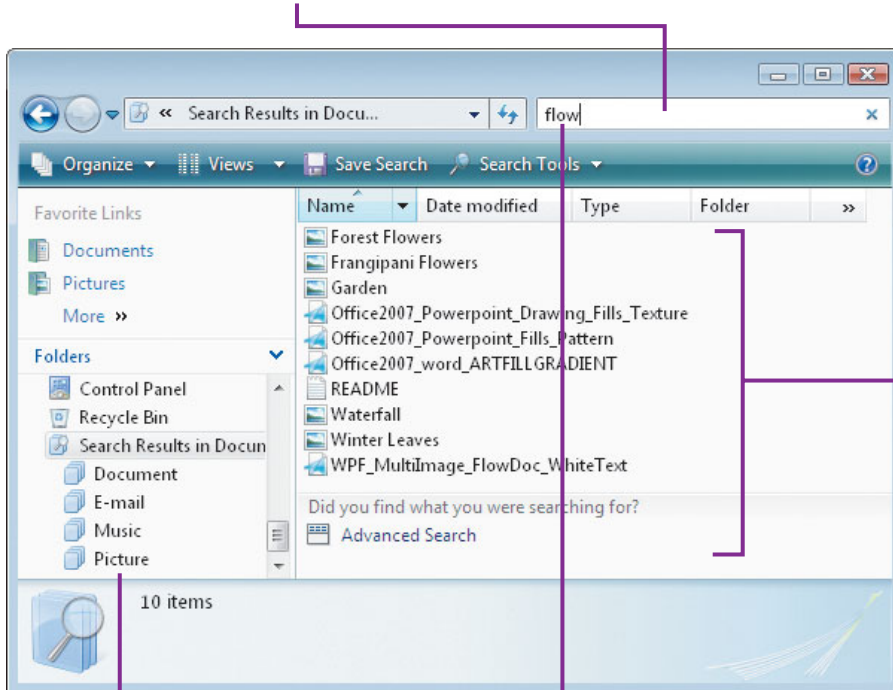 « Search Results in Docu... flow
Organize Views Save Search Search Tools ?
Favorite Links
Documents
Pictures
More »
Folders
Control Panel
Recycle Bin
Search Results in Docun
Document
E-mail
Music
Picture
Name Date modified Type Folder »
Forest Flowers
Frangipani Flowers
Garden
Office2007_Powerpoint_Drawing_Fills_Texture
Office2007_Powerpoint_Fills_Pattern
Office2007_word_ARTFILLGRADIENT
README
Waterfall
Winter Leaves
WPF_MultiImage_FlowDoc_WhiteText
Did you find what you were searching for?
Advanced Search
10 items